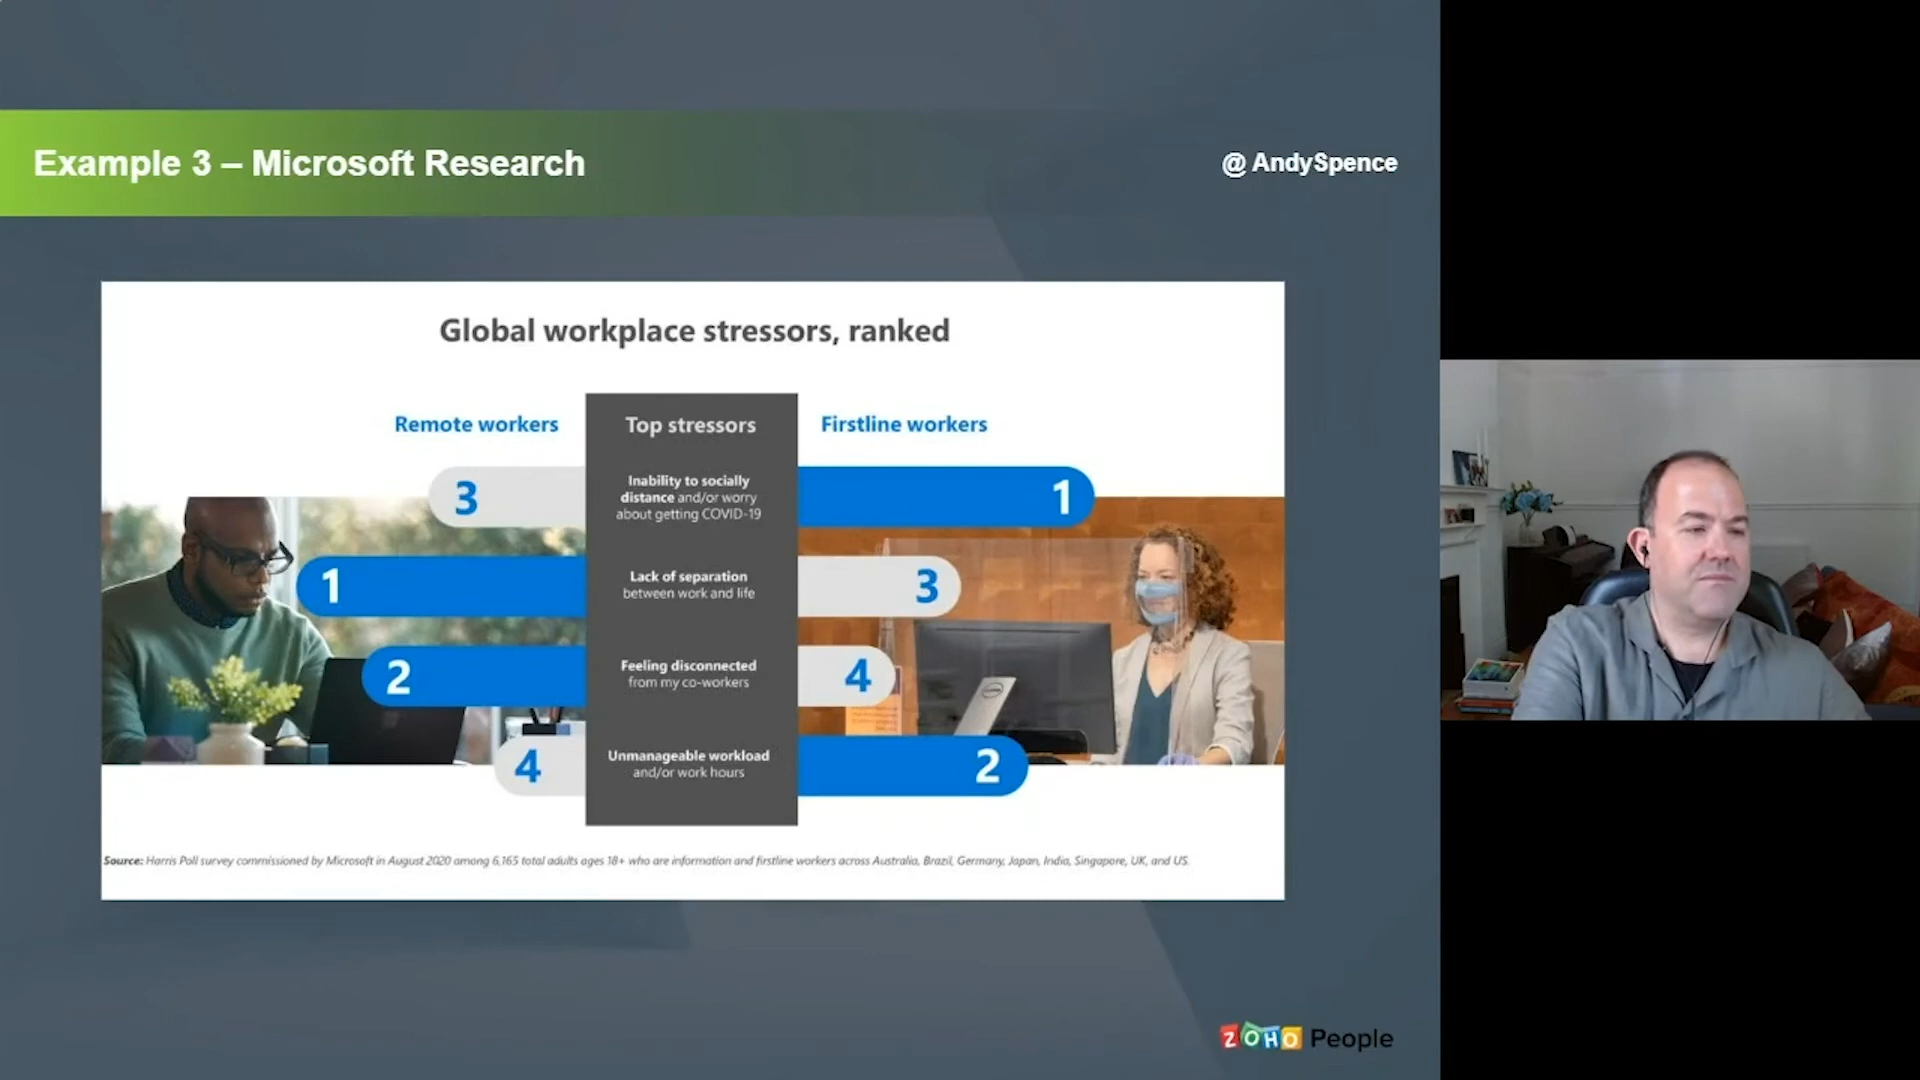 Example 3 – Microsoft Research
@AndySpence
Global workplace stressors, ranked
Remote workers
Top stressors
Firstline workers
3
Inability to socially
distance and/or worry
about getting COVID-19
1
1
Lack of separation
between work and life
3
2
Feeling disconnected
from my co-workers
4
4
Unmanageable workload
and/or work hours
2
Source: Harris Poll survey commissioned by Microsoft in August 2020 among 6,165 total adults ages 18+ who are information and firstline workers across Australia, Brazil, Germany, Japan, India, Singapore, UK, and US.
ZOHO People